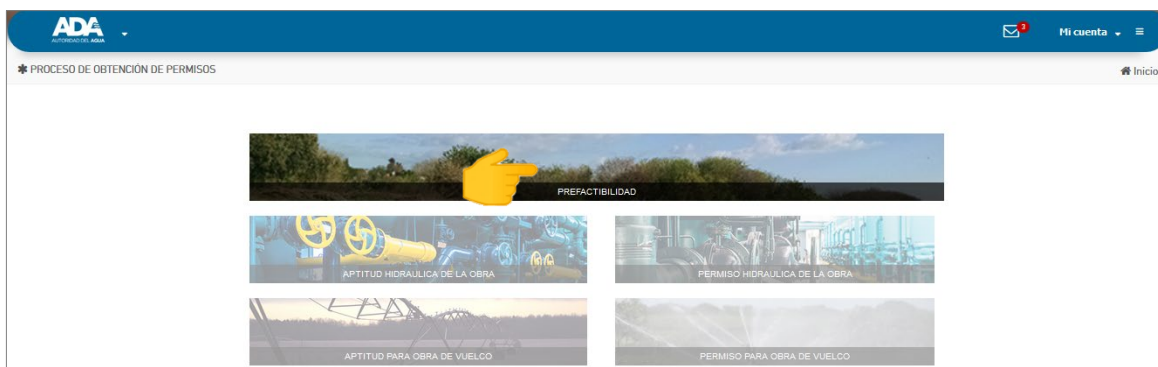 ADA
AUTORIDAD DEL AGUA
3
Mi cuenta
PROCESO DE OBTENCIÓN DE PERMISOS
Inicio
PREFACTIBILIDAD
APTITUD HIDRAULICA DE LA OBRA
PERMISO HIDRAULICA DE LA OBRA
APTITUD PARA OBRA DE VUELCO
PERMISO PARA OBRA DE VUELCO